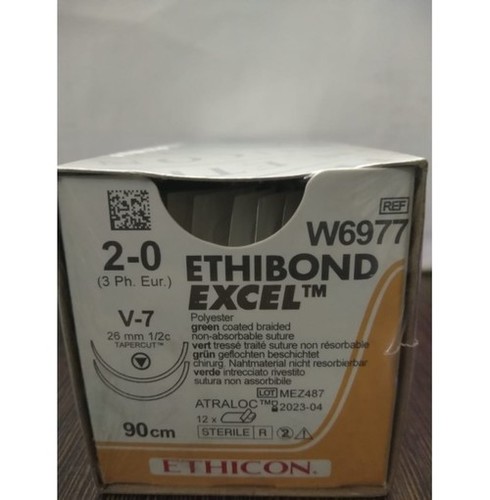 REF
W6977
2-0
(3 Ph. Eur.)
ETHIBOND
EXCEL™
V-7
26 mm 1/2c
TAPERCUT™
Polyester
green coated braided
non-absorbable suture
vert tressé traité suture non résorbable
grün geflochten beschichtet
chirurg. Nahtmaterial nicht resorbierbar
verde intrecciato rivestito
sutura non assorbibile
LOT MEZ487
ATRALOC™ 2023-04
12 x
90cm
STERILE R 2
ETHICON